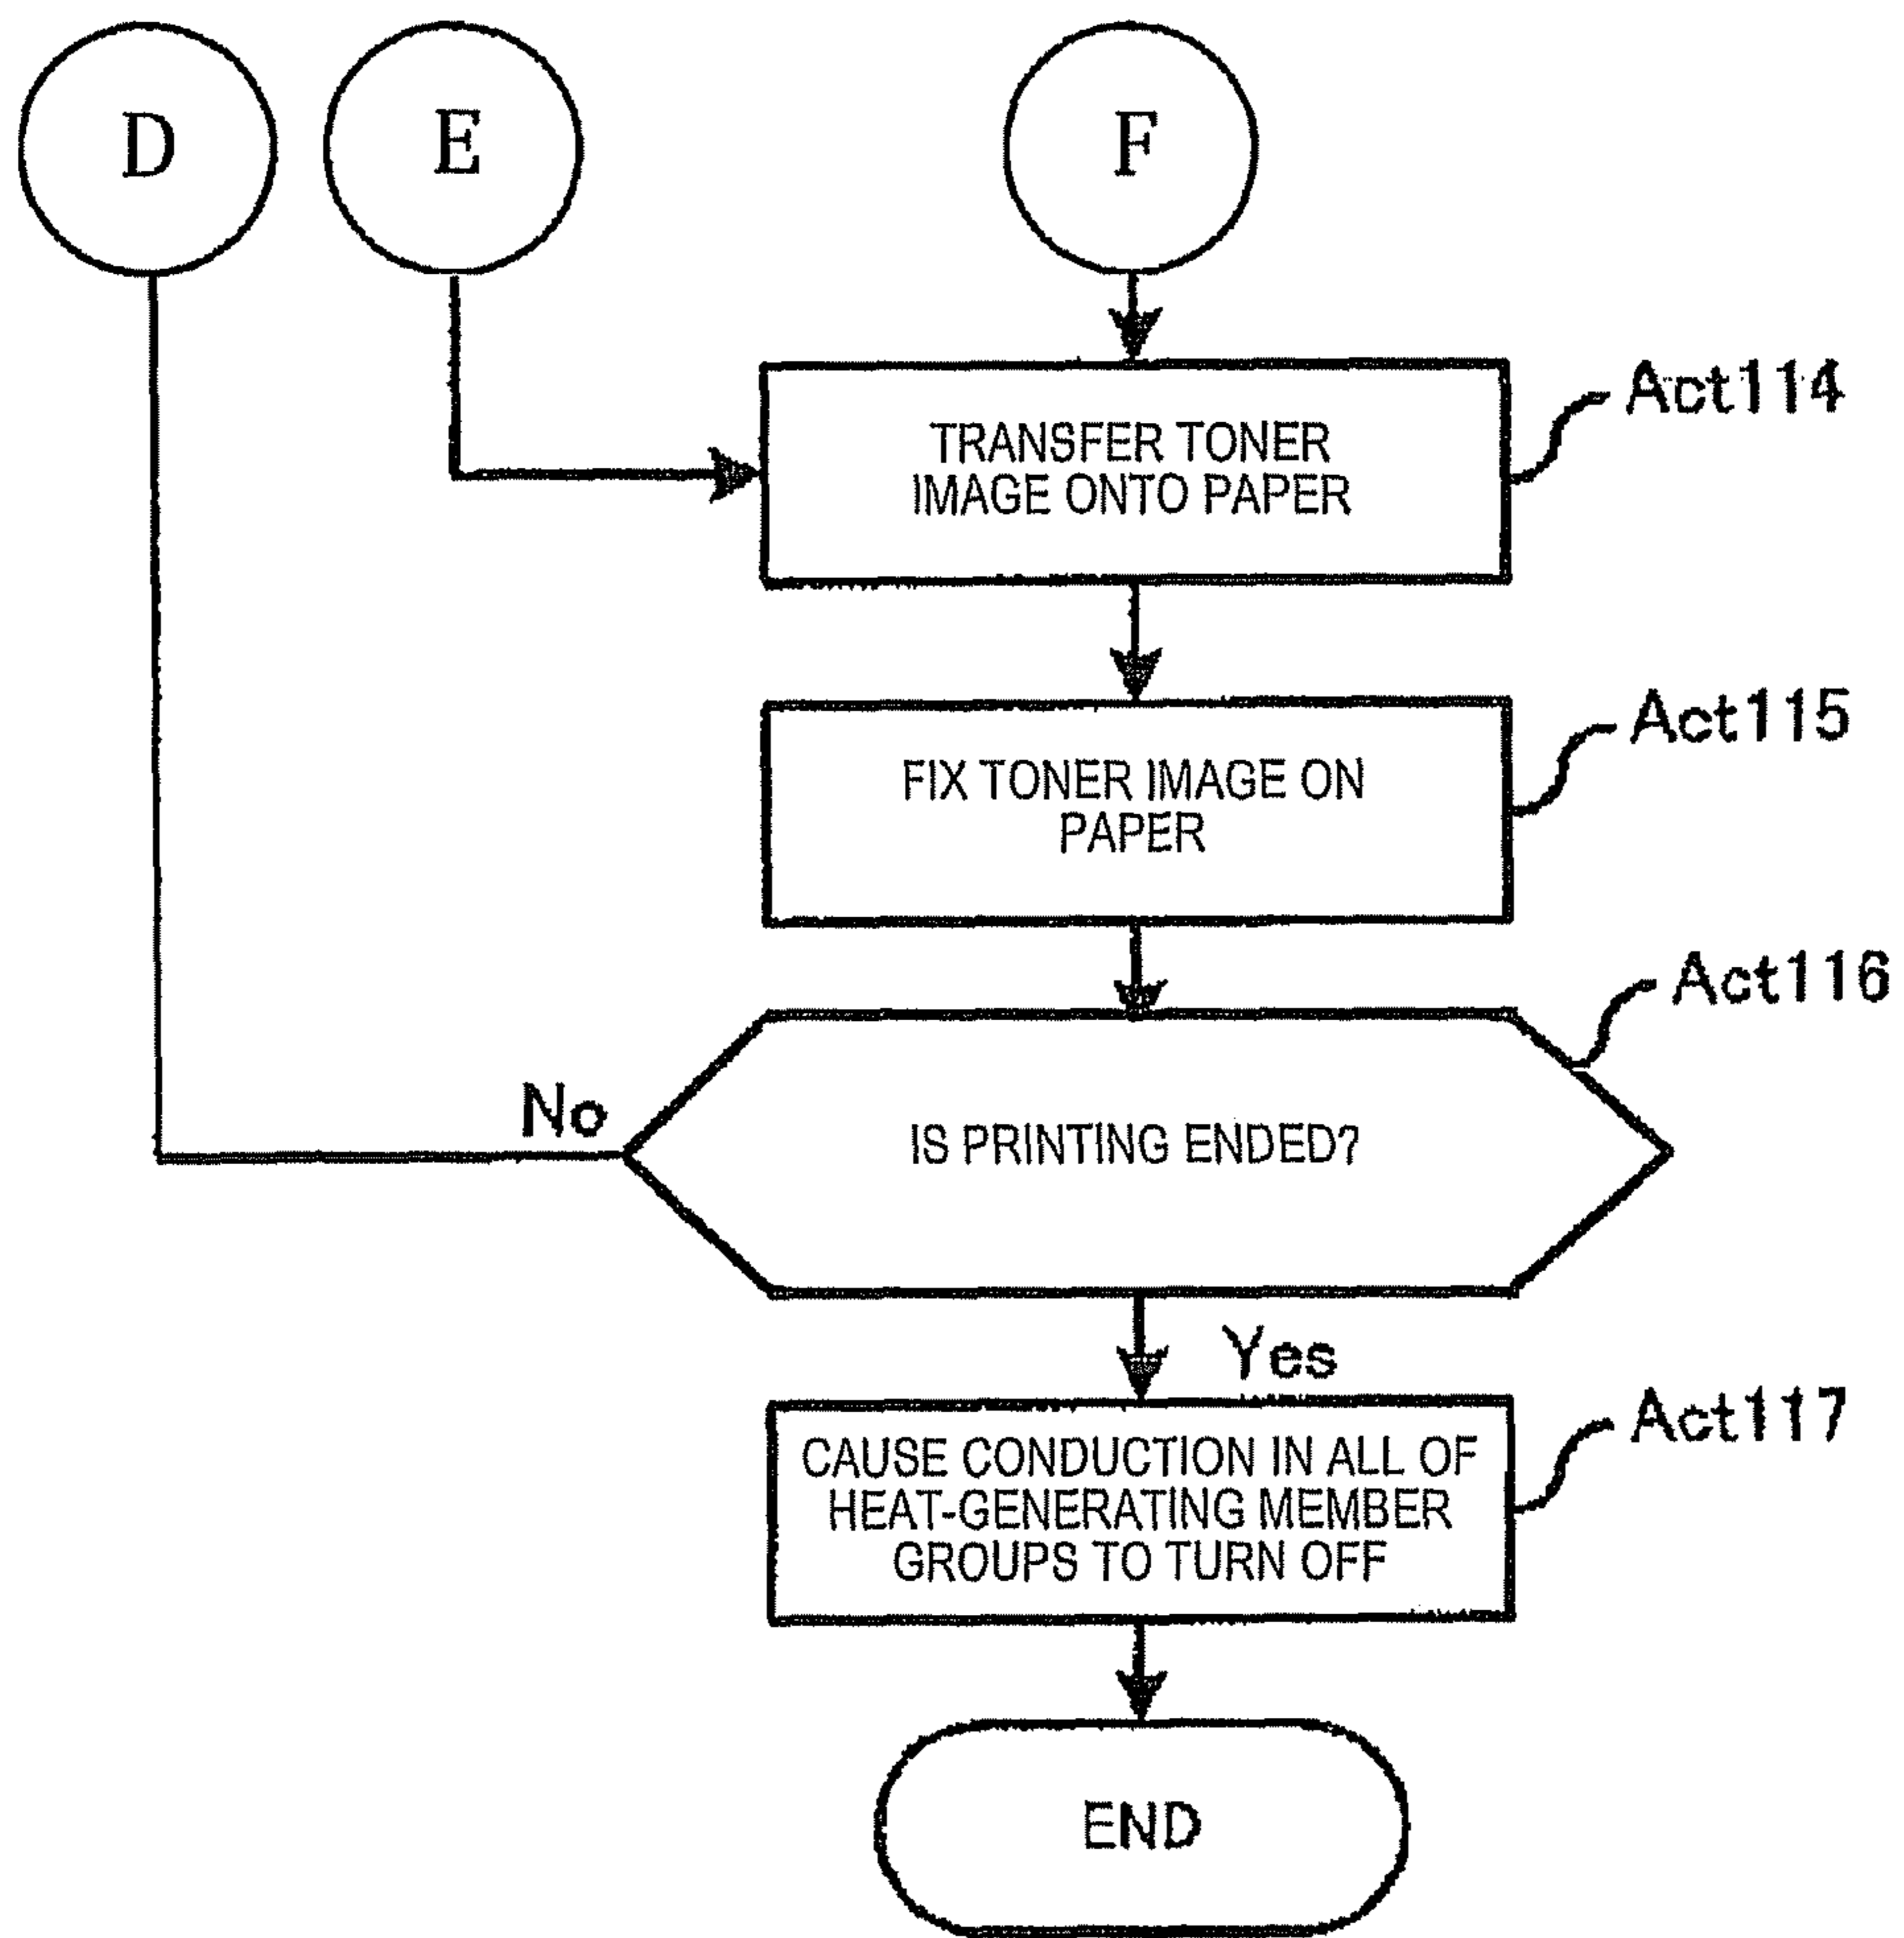 D
E
F
Act114
TRANSFER TONER
IMAGE ONTO PAPER
Act115
FIX TONER IMAGE ON
PAPER
Act116
No
IS PRINTING ENDED?
Yes
Act117
CAUSE CONDUCTION IN ALL OF
HEAT-GENERATING MEMBER
GROUPS TO TURN OFF
END